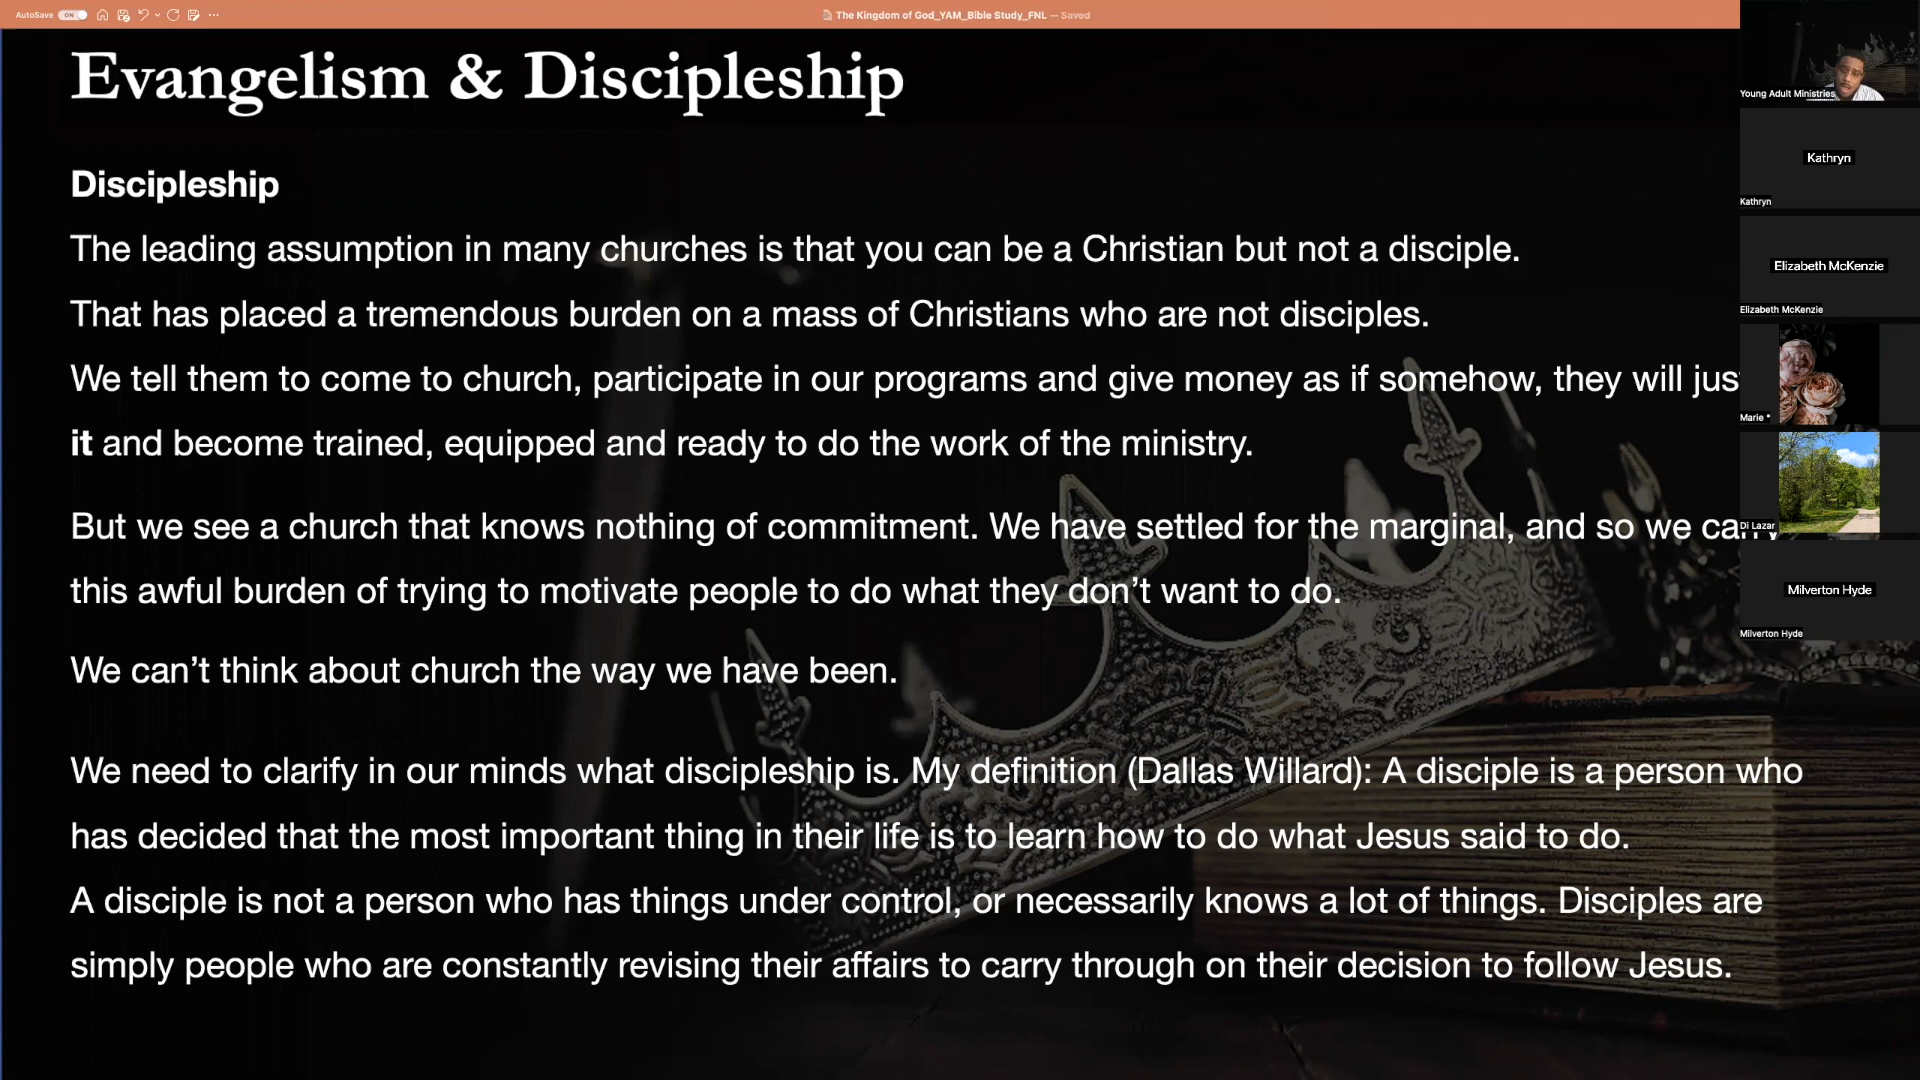 AutoSave ON The Kingdom of God_YAM_Bible Study_FNL — Saved
Evangelism & Discipleship
Discipleship
The leading assumption in many churches is that you can be a Christian but not a disciple.
That has placed a tremendous burden on a mass of Christians who are not disciples.
We tell them to come to church, participate in our programs and give money as if somehow, they will just
it and become trained, equipped and ready to do the work of the ministry.
But we see a church that knows nothing of commitment. We have settled for the marginal, and so we carry
this awful burden of trying to motivate people to do what they don’t want to do.
We can’t think about church the way we have been.
We need to clarify in our minds what discipleship is. My definition (Dallas Willard): A disciple is a person who
has decided that the most important thing in their life is to learn how to do what Jesus said to do.
A disciple is not a person who has things under control, or necessarily knows a lot of things. Disciples are
simply people who are constantly revising their affairs to carry through on their decision to follow Jesus.
Young Adult Ministries
Kathryn
Kathryn
Elizabeth McKenzie
Elizabeth McKenzie
Marie *
Di Lazar
Milverton Hyde
Milverton Hyde